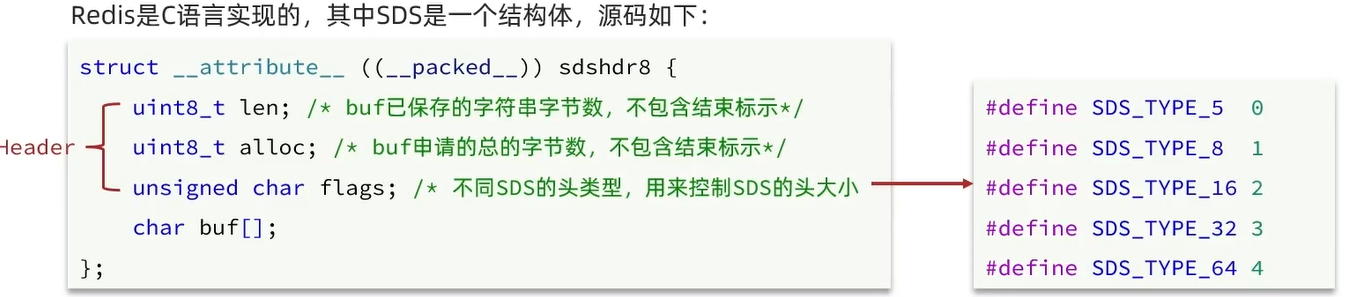 Redis是C语言实现的，其中SDS是一个结构体，源码如下：
struct __attribute__ ((__packed__)) sdshdr8 {
uint8_t len; /* buf已保存的字符串字节数，不包含结束标示*/
Header
uint8_t alloc; /* buf申请的总的字节数，不包含结束标示*/
unsigned char flags; /* 不同SDS的头类型，用来控制SDS的头大小
char buf[];
};
#define SDS_TYPE_5 0
#define SDS_TYPE_8 1
#define SDS_TYPE_16 2
#define SDS_TYPE_32 3
#define SDS_TYPE_64 4